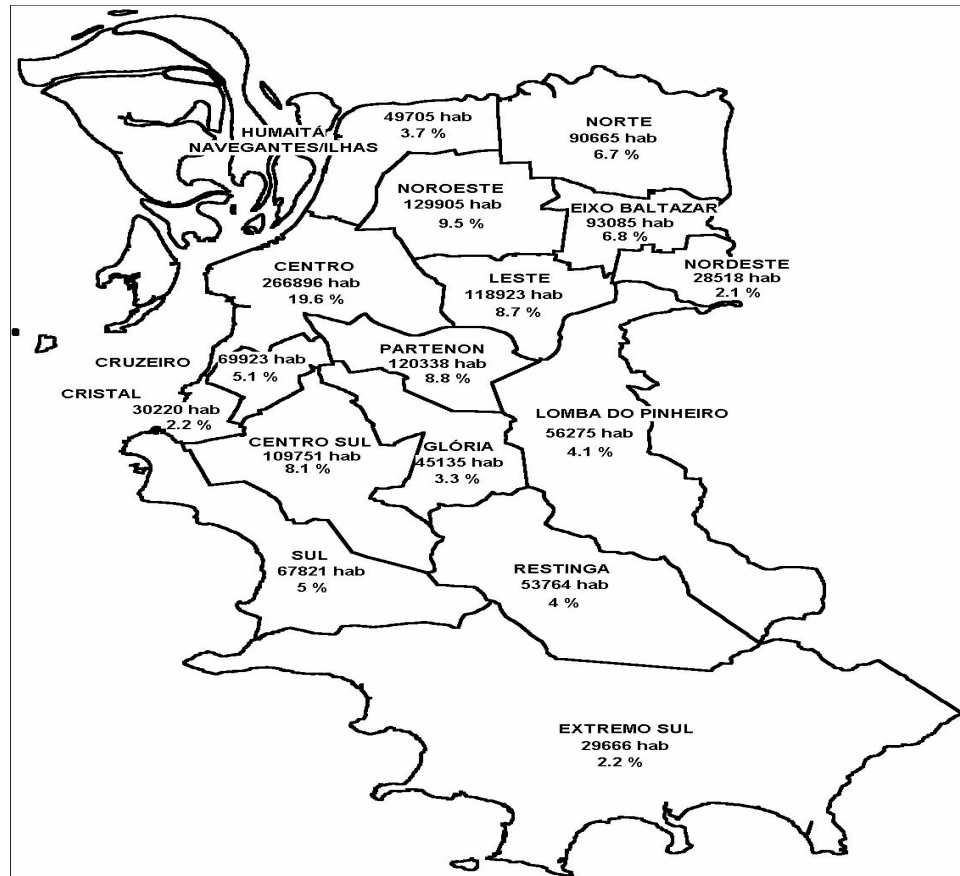 49705 hab
3.7 %
HUMAITÁ
NAVEGANTES/ILHAS
NORTE
90665 hab
6.7 %
NOROESTE
129905 hab
9.5 %
EIXO BALTAZAR
93085 hab
6.8 %
NORDESTE
28518 hab
2.1 %
CENTRO
266896 hab
19.6 %
LESTE
118923 hab
8.7 %
CRUZEIRO
69923 hab
5.1 %
PARTENON
120338 hab
8.8 %
CRISTAL
30220 hab
2.2 %
LOMBA DO PINHEIRO
56275 hab
4.1 %
CENTRO SUL
109751 hab
8.1 %
GLÓRIA
45135 hab
3.3 %
SUL
67821 hab
5 %
RESTINGA
53764 hab
4 %
EXTREMO SUL
29666 hab
2.2 %